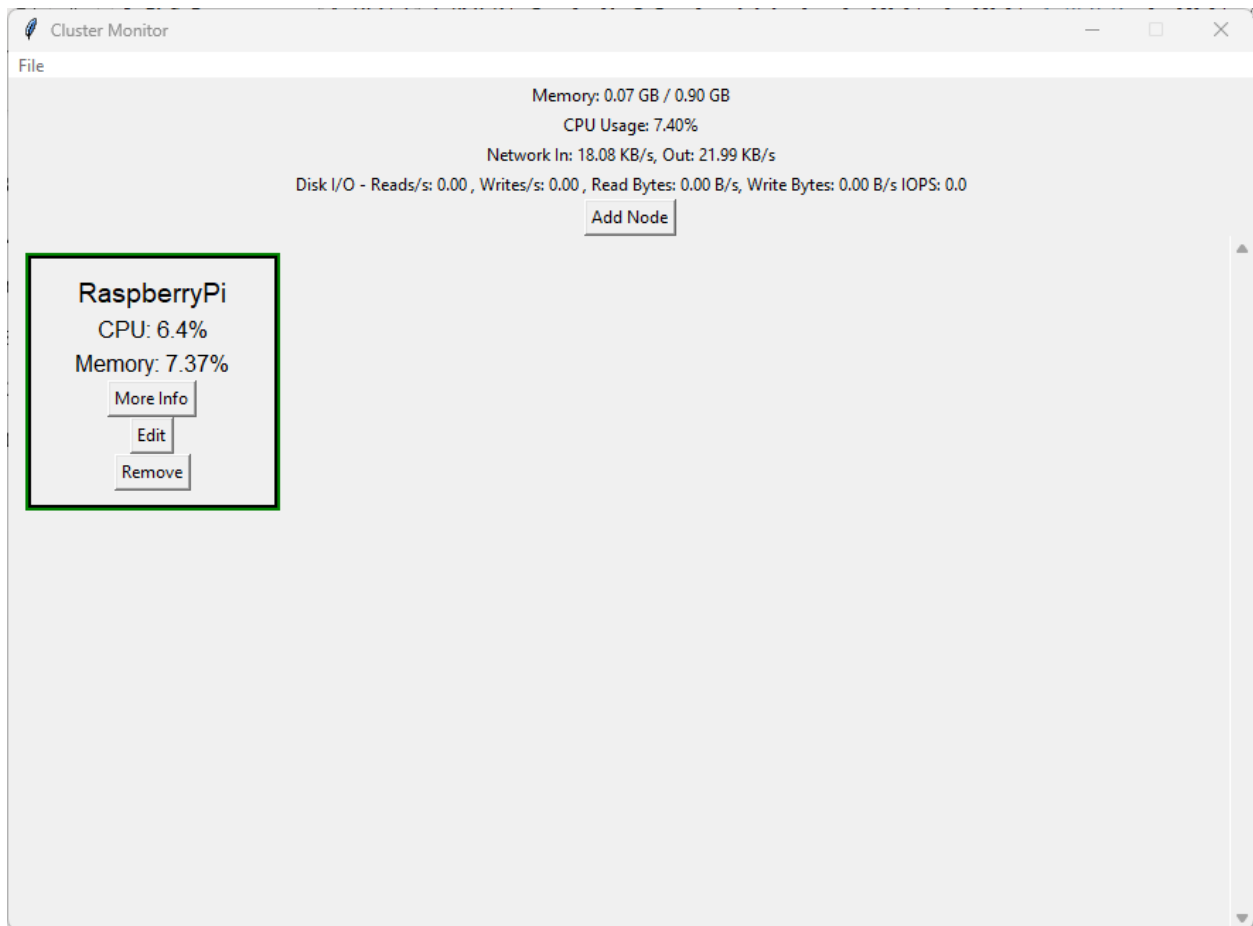 Cluster Monitor
File
Memory: 0.07 GB / 0.90 GB
CPU Usage: 7.40%
Network In: 18.08 KB/s, Out: 21.99 KB/s
Disk I/O - Reads/s: 0.00 , Writes/s: 0.00 , Read Bytes: 0.00 B/s, Write Bytes: 0.00 B/s IOPS: 0.0
Add Node
RaspberryPi
CPU: 6.4%
Memory: 7.37%
More Info
Edit
Remove